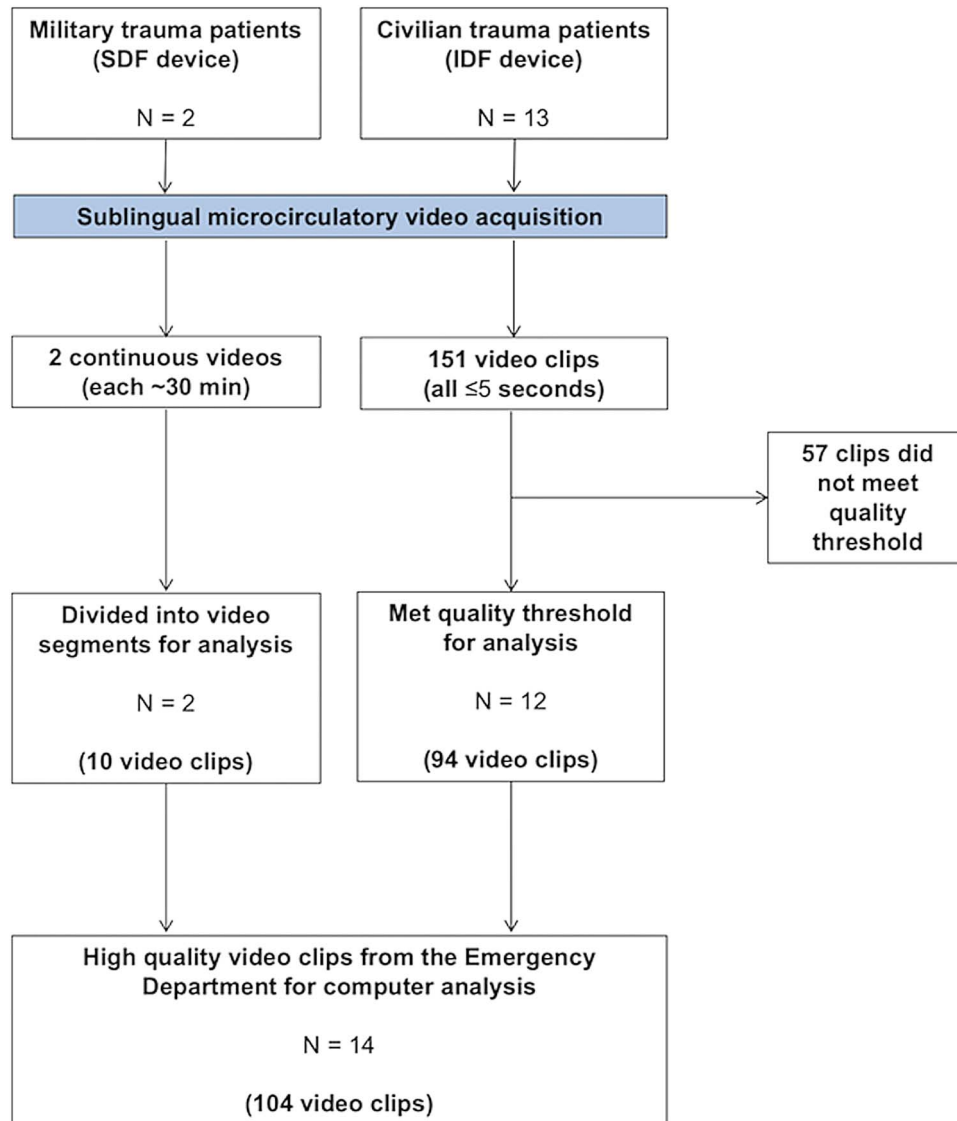 Military trauma patients
(SDF device)
N = 2
Civilian trauma patients
(IDF device)
N = 13
Sublingual microcirculatory video acquisition
2 continuous videos
(each ~30 min)
151 video clips
(all ≤5 seconds)
57 clips did
not meet
quality
threshold
Divided into video
segments for analysis
N = 2
(10 video clips)
Met quality threshold
for analysis
N = 12
(94 video clips)
High quality video clips from the Emergency
Department for computer analysis
N = 14
(104 video clips)